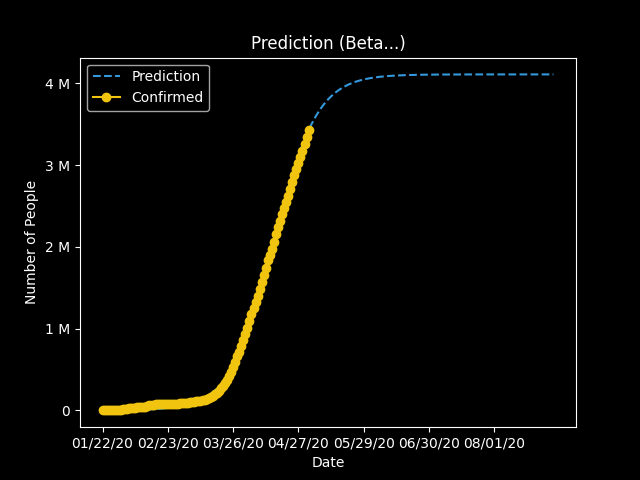 Prediction (Beta...)
Prediction
Confirmed
4 M
3 M
2 M
1 M
0
Number of People
01/22/20 02/23/20 03/26/20 04/27/20 05/29/20 06/30/20 08/01/20
Date